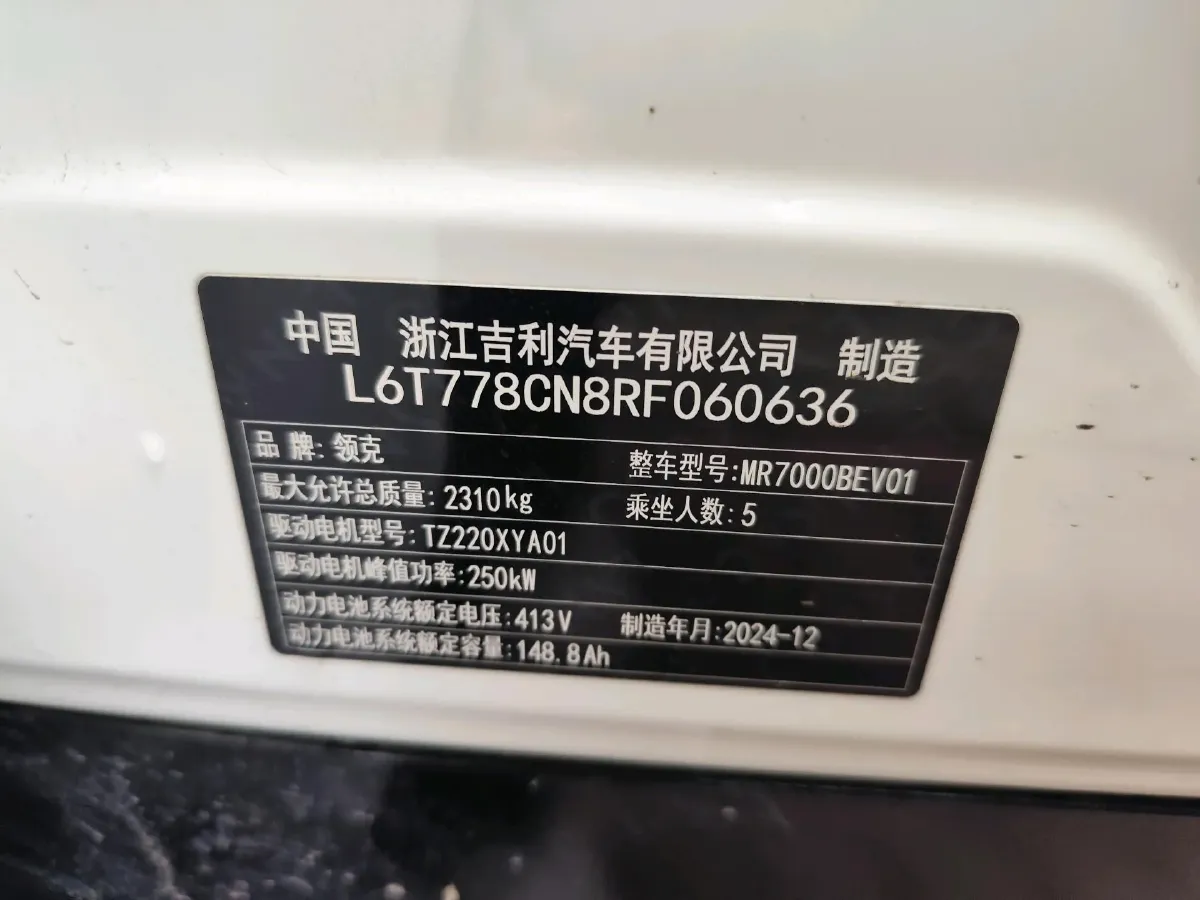 中国 浙江吉利汽车有限公司 制造
L6T778CN8RF060636
品 牌: 领克 整车型号:MR7000BEV01
最大允许总质量: 2310kg 乘坐人数: 5
驱动电机型号: TZ220XYA01
驱动电机峰值功率:250kW
动力电池系统额定电压:413V 制造年月:2024-12
动力电池系统额定容量:148.8Ah